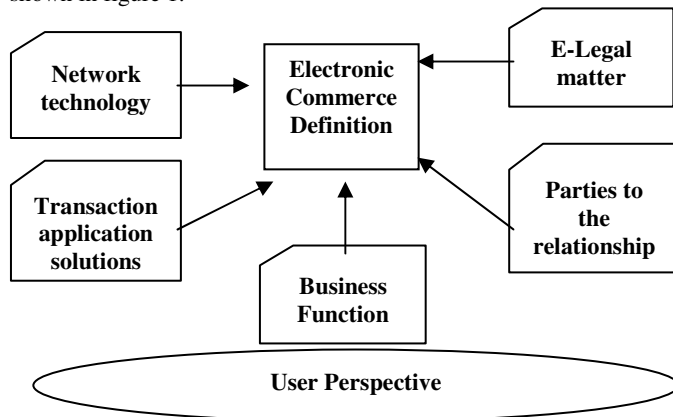 shown in figure 1.
Network
technology
Electronic
Commerce
Definition
E-Legal
matter
Transaction
application
solutions
Parties to
the
relationship
Business
Function
User Perspective